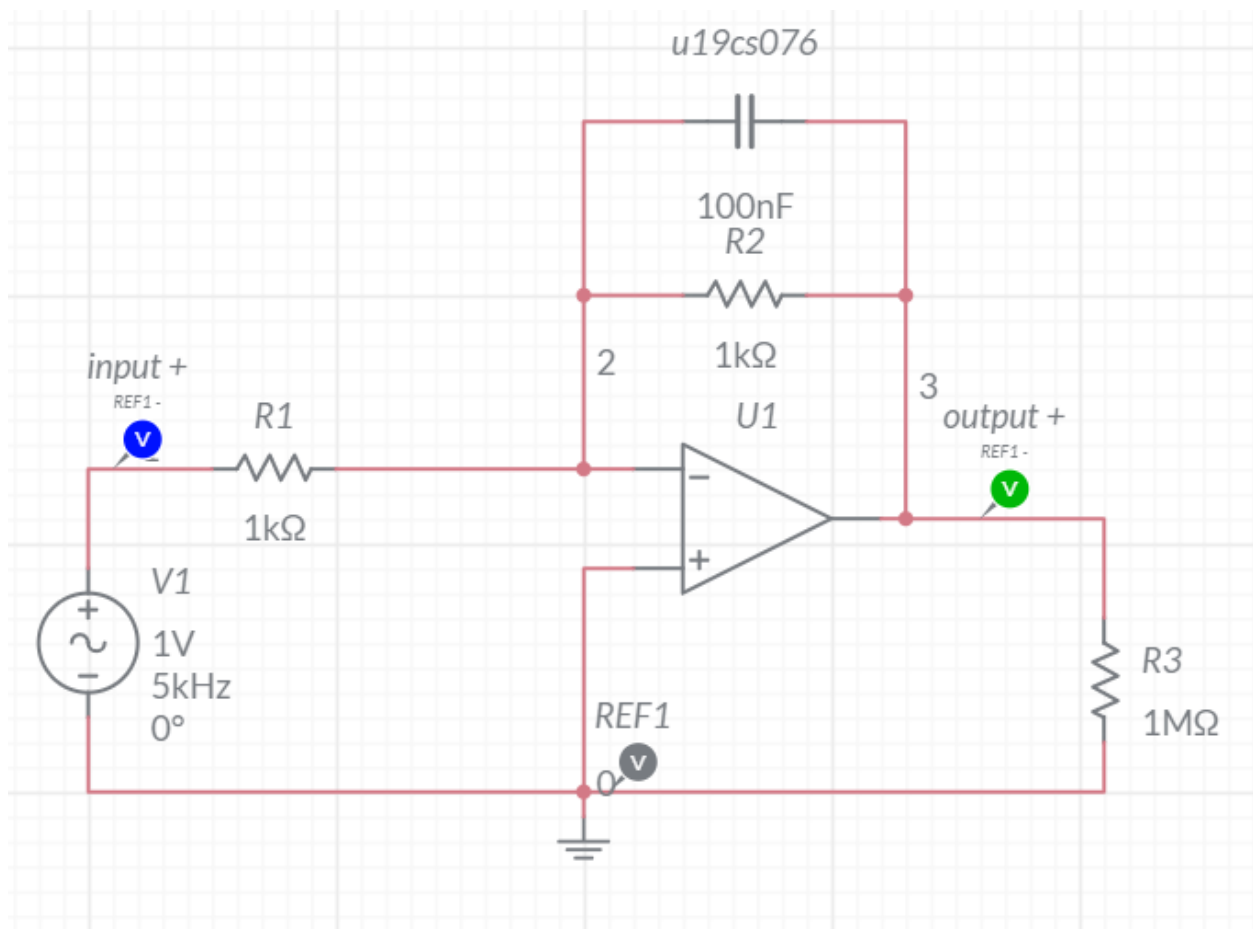 u19cs076
100nF
R2
1kΩ
2
input +
REF1 -
V
R1
1kΩ
U1
3
output +
REF1 -
V
V1
1V
5kHz
0°
REF1
V
0
R3
1MΩ